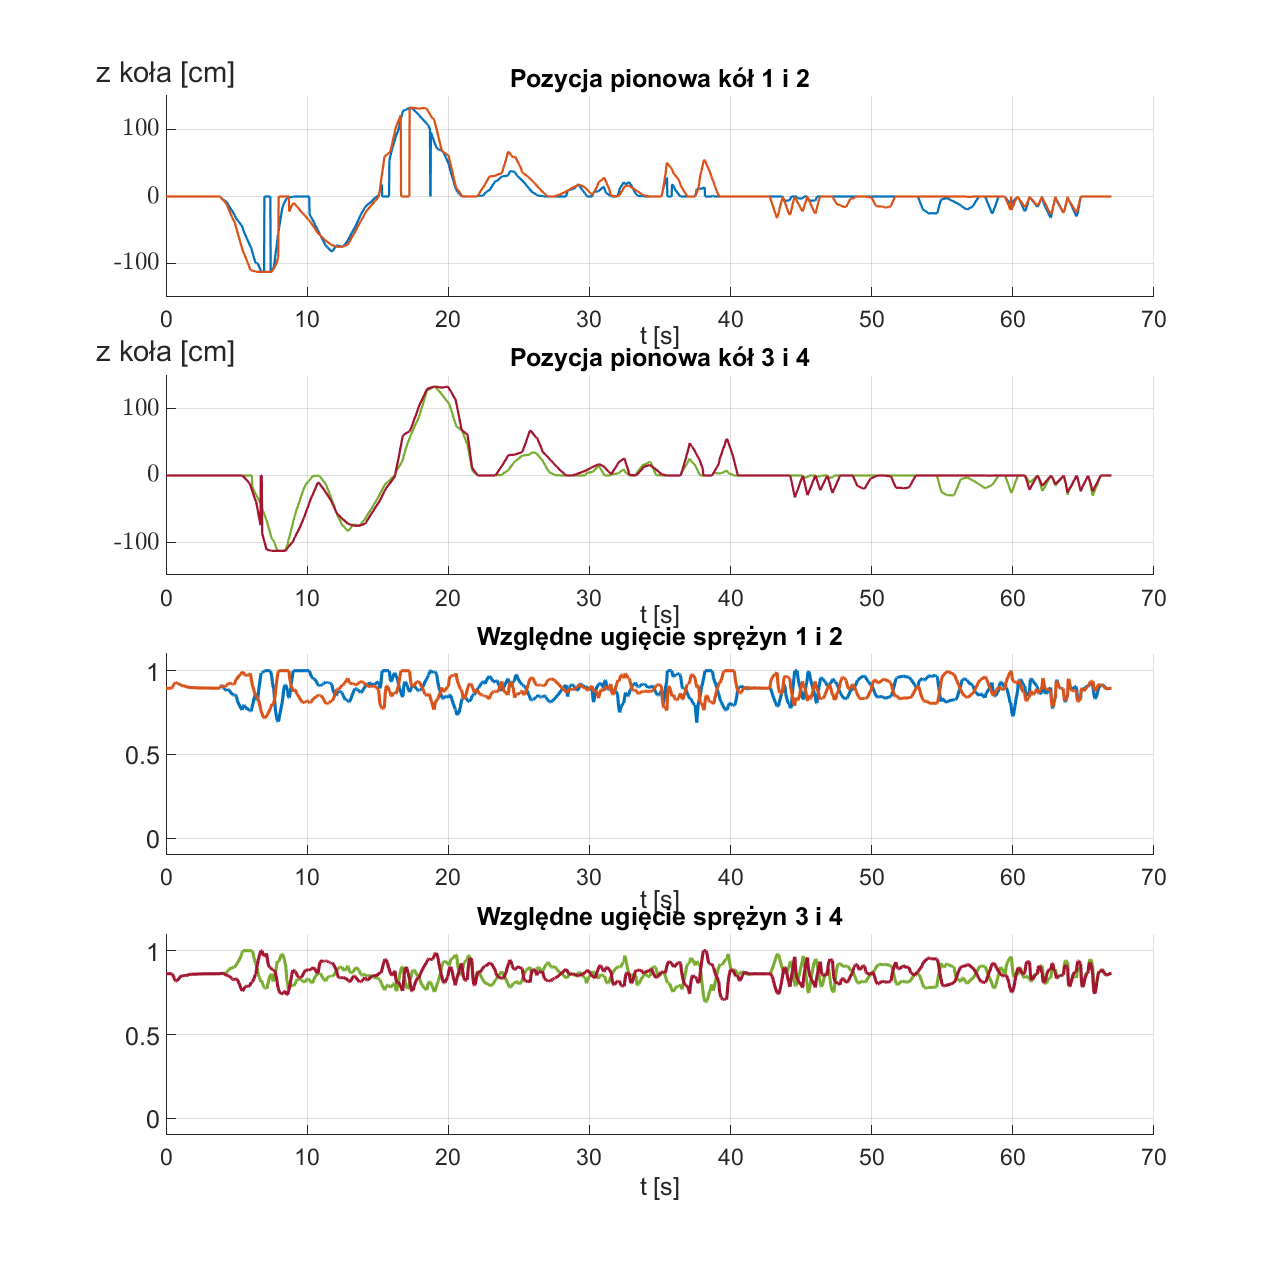 z koła [cm]
Pozycja pionowa kół 1 i 2
100
0
-100
0 10 20 30 40 50 60 70
t [s]
z koła [cm]
Pozycja pionowa kół 3 i 4
100
0
-100
0 10 20 30 40 50 60 70
t [s]
Względne ugięcie sprężyn 1 i 2
1
0.5
0
0 10 20 30 40 50 60 70
t [s]
Względne ugięcie sprężyn 3 i 4
1
0.5
0
0 10 20 30 40 50 60 70
t [s]